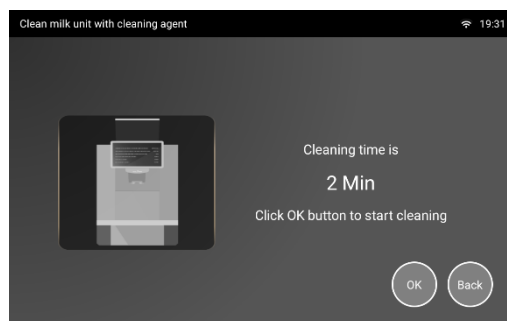 Clean milk unit with cleaning agent
19:31
Cleaning time is
2 Min
Click OK button to start cleaning
OK
Back